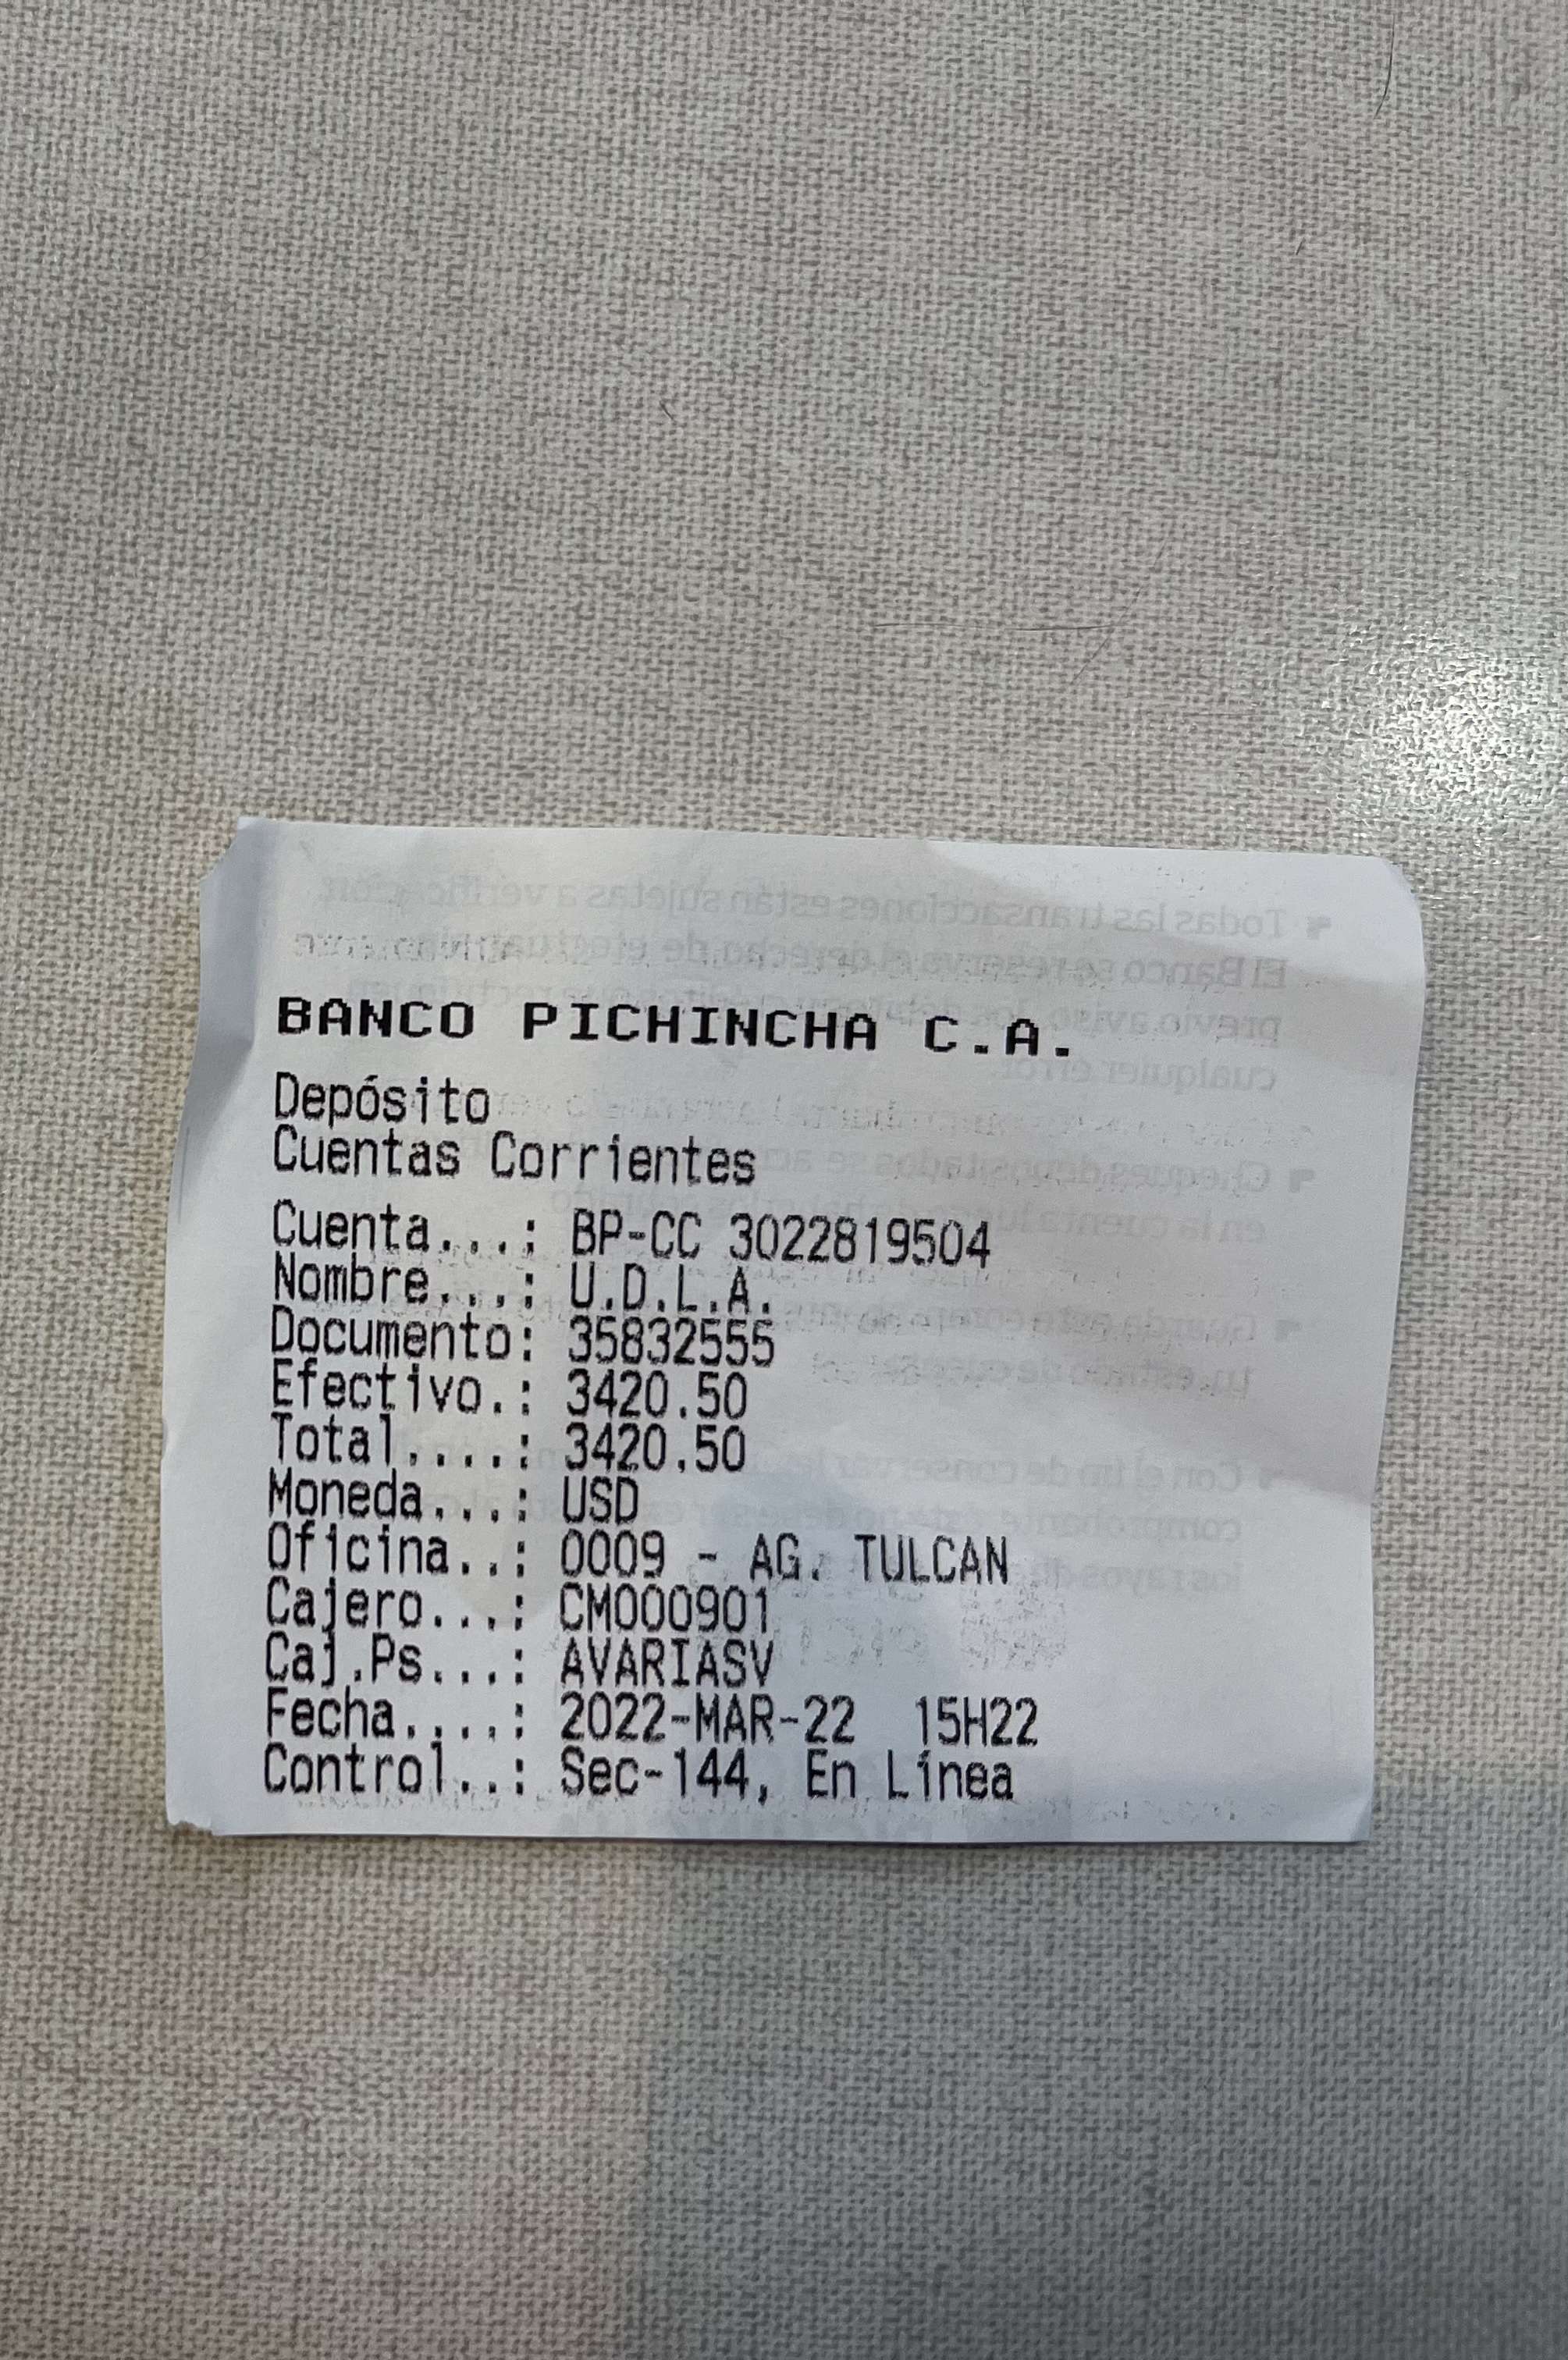 BANCO PICHINCHA C.A.
Depósito
Cuentas Corrientes
Cuenta...: BP-CC 3022819504
Nombre...: U.D.L.A.
Documento: 35832555
Efectivo.: 3420.50
Total....: 3420.50
Moneda...: USD
Oficina..: 0009 - AG. TULCAN
Cajero...: CM000901
Caj.Ps...: AVARIASV
Fecha....: 2022-MAR-22 15H22
Control..: Sec-144, En Línea